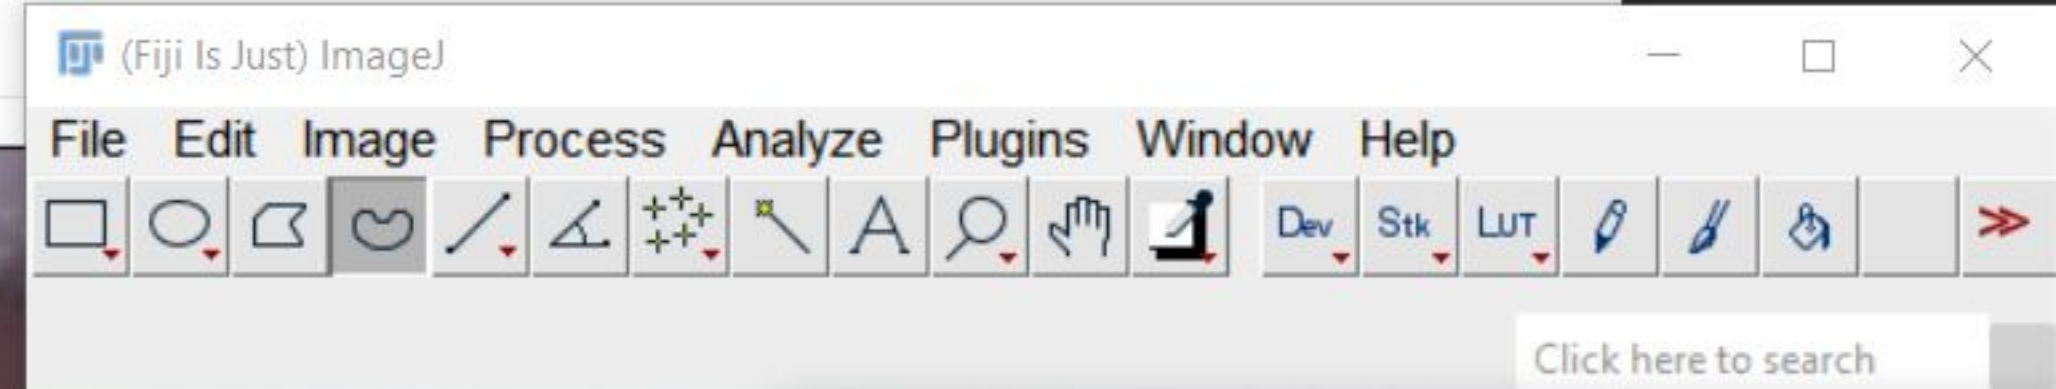 (Fiji Is Just) ImageJ
File Edit Image Process Analyze Plugins Window Help
A Dev Stk LUT >>
Click here to search